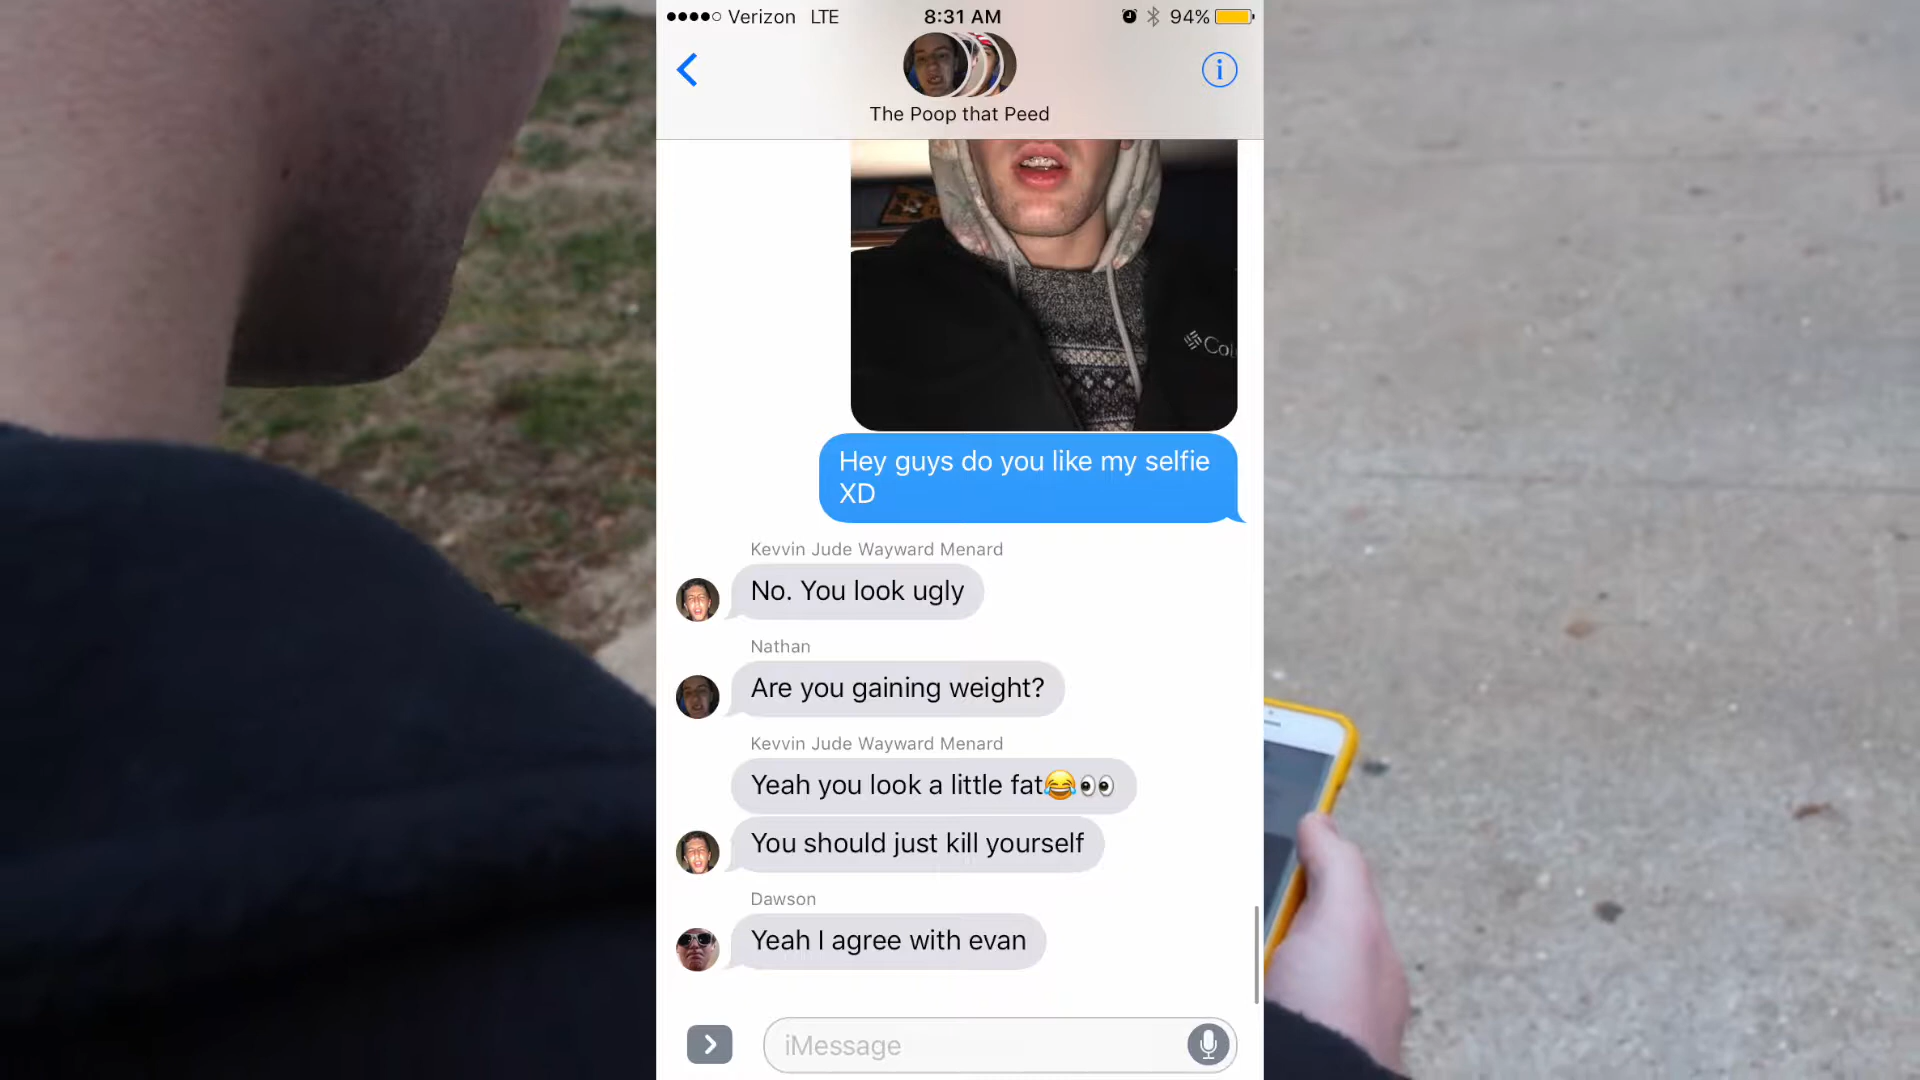 Verizon LTE 8:31 AM 94%
The Poop that Peed
Col
Hey guys do you like my selfie
XD
Kevvin Jude Wayward Menard
No. You look ugly
Nathan
Are you gaining weight?
Kevvin Jude Wayward Menard
Yeah you look a little fat😂👀
You should just kill yourself
Dawson
Yeah I agree with evan
iMessage